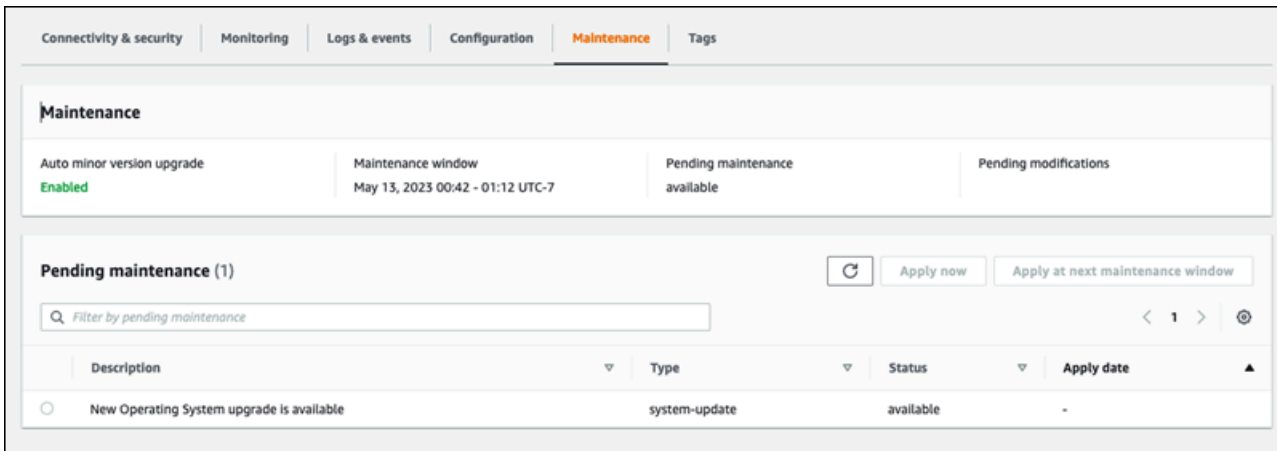 Connectivity & security Monitoring Logs & events Configuration Maintenance Tags
Maintenance
Auto minor version upgrade Maintenance window Pending maintenance Pending modifications
Enabled May 13, 2023 00:42 - 01:12 UTC-7 available
Pending maintenance (1) Apply now Apply at next maintenance window
Filter by pending maintenance 1
Description Type Status Apply date
New Operating System upgrade is available system-update available -